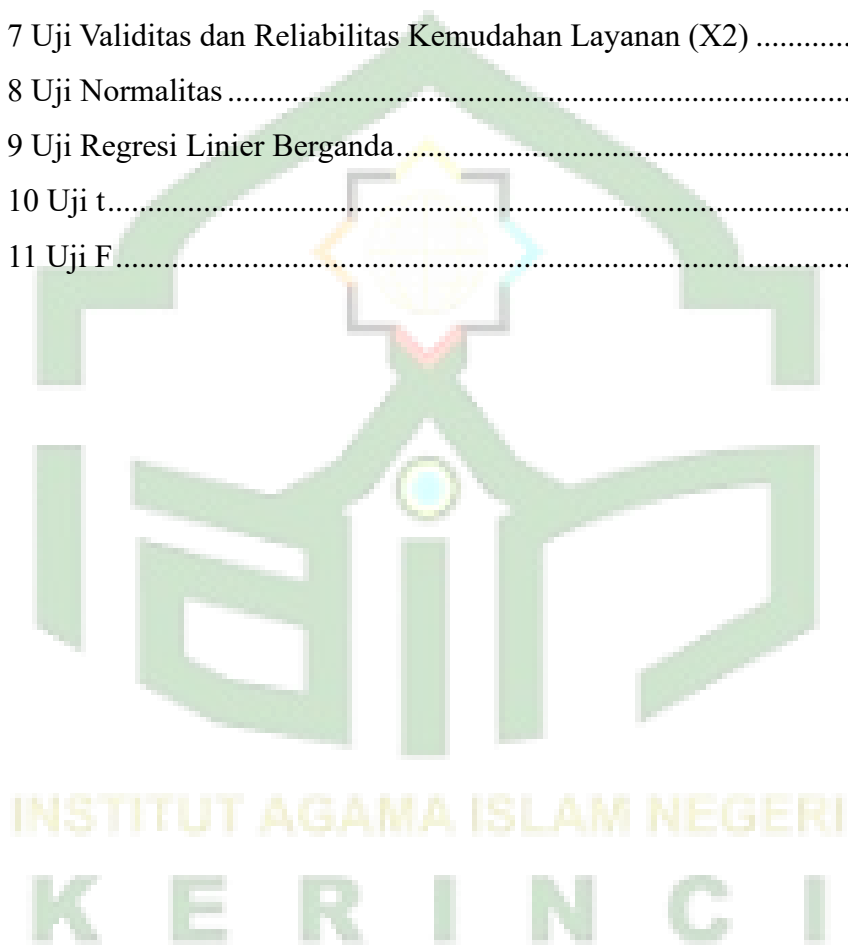 7 Uji Validitas dan Reliabilitas Kemudahan Layanan (X2) .............
8 Uji Normalitas ...............................................................................
9 Uji Regresi Linier Berganda..........................................................
10 Uji t..............................................................................................
11 Uji F.............................................................................................
iain
INSTITUT AGAMA ISLAM NEGERI
K E R I N C I